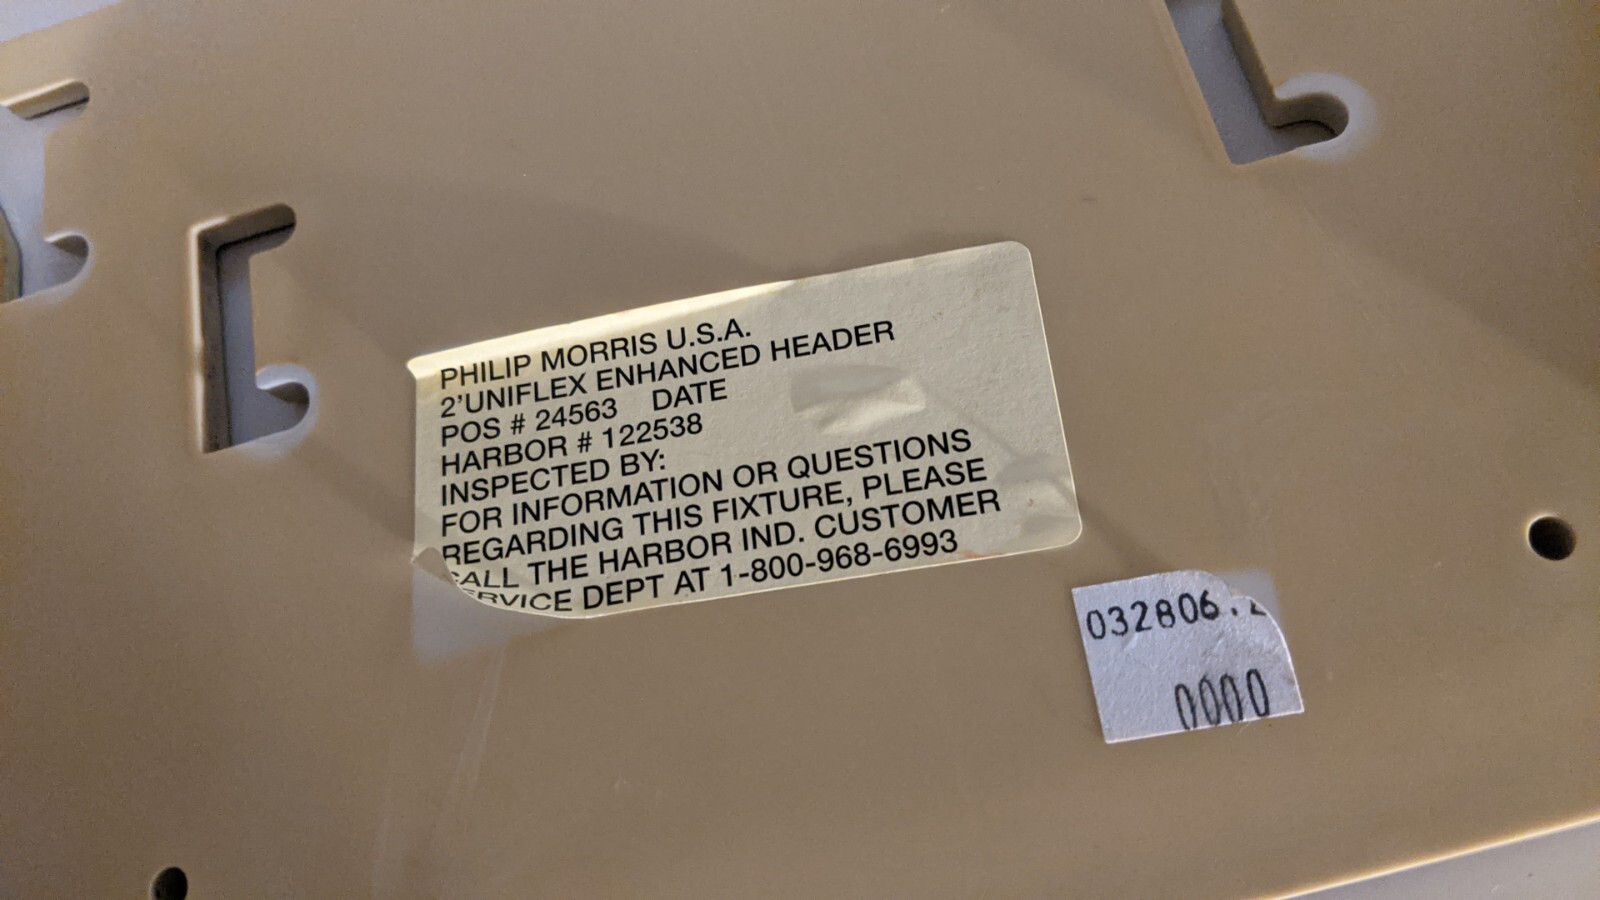 PHILIP MORRIS U.S.A.
2'UNIFLEX ENHANCED HEADER
POS # 24563 DATE
HARBOR # 122538
INSPECTED BY:
FOR INFORMATION OR QUESTIONS
REGARDING THIS FIXTURE, PLEASE
CALL THE HARBOR IND. CUSTOMER
SERVICE DEPT AT 1-800-968-6993
032806.
0000